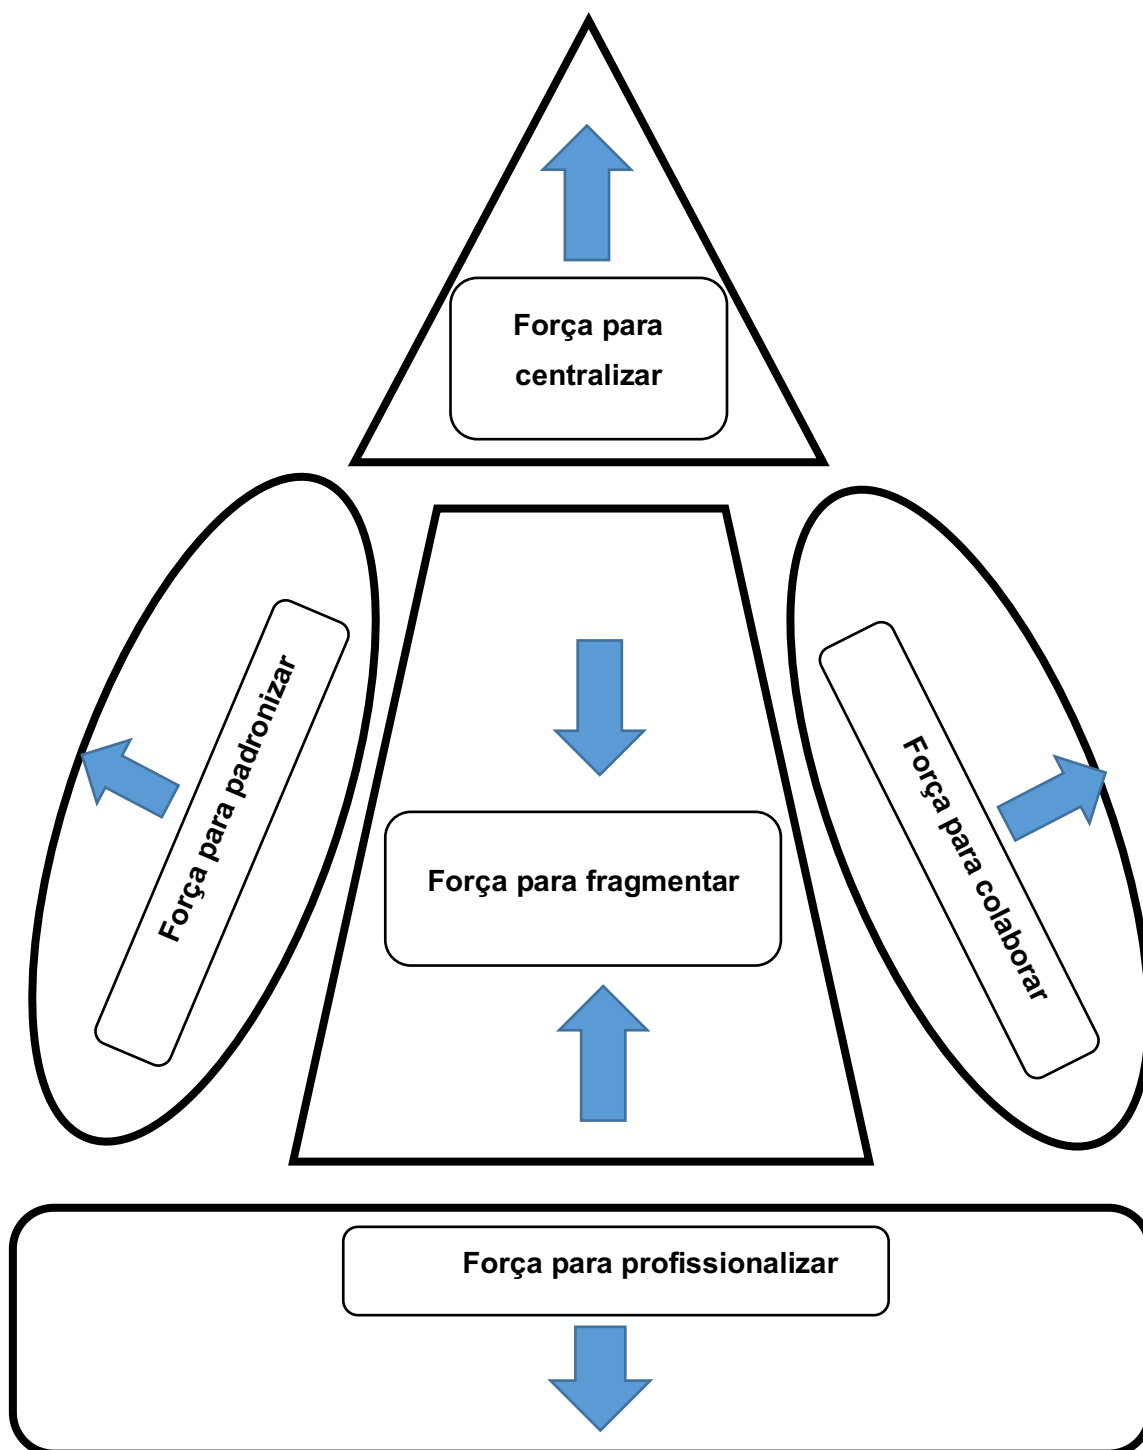 Força para
centralizar
Força para padronizar
Força para fragmentar
Força para colaborar
Força para profissionalizar